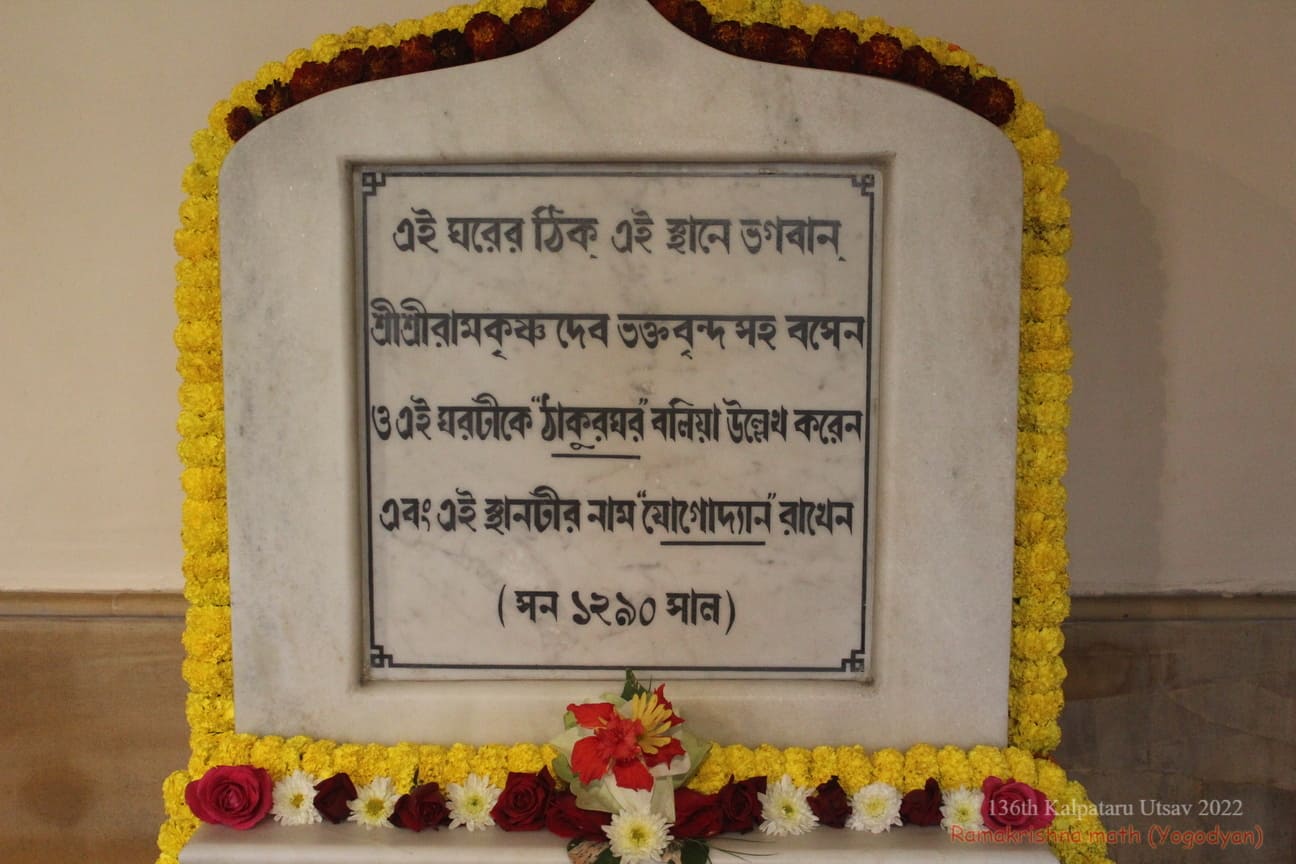 এই ঘরের ঠিক্ এই স্থানে ভগবান্
শ্রীশ্রীরামকৃষ্ণ দেব ভক্তবৃন্দ সহ বসেন
ও এই ঘরটীকে "ঠাকুরঘর" বলিয়া উল্লেখ করেন
এবং এই স্থানটীর নাম "যোগোদ্যান" রাখেন
( সন ১২৯০ সাল )
136th Kalpataru Utsav 2022
Ramakrishna math (Yogodyan)